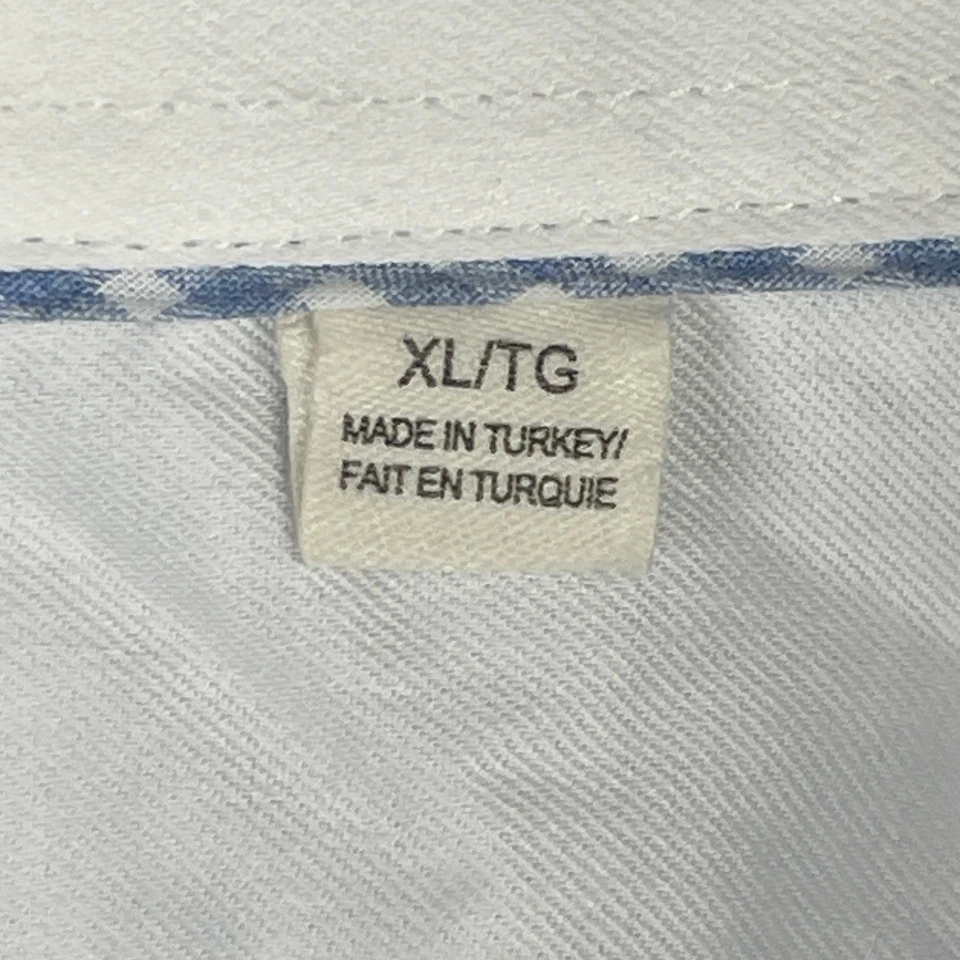 XL/TG
MADE IN TURKEY/
FAIT EN TURQUIE